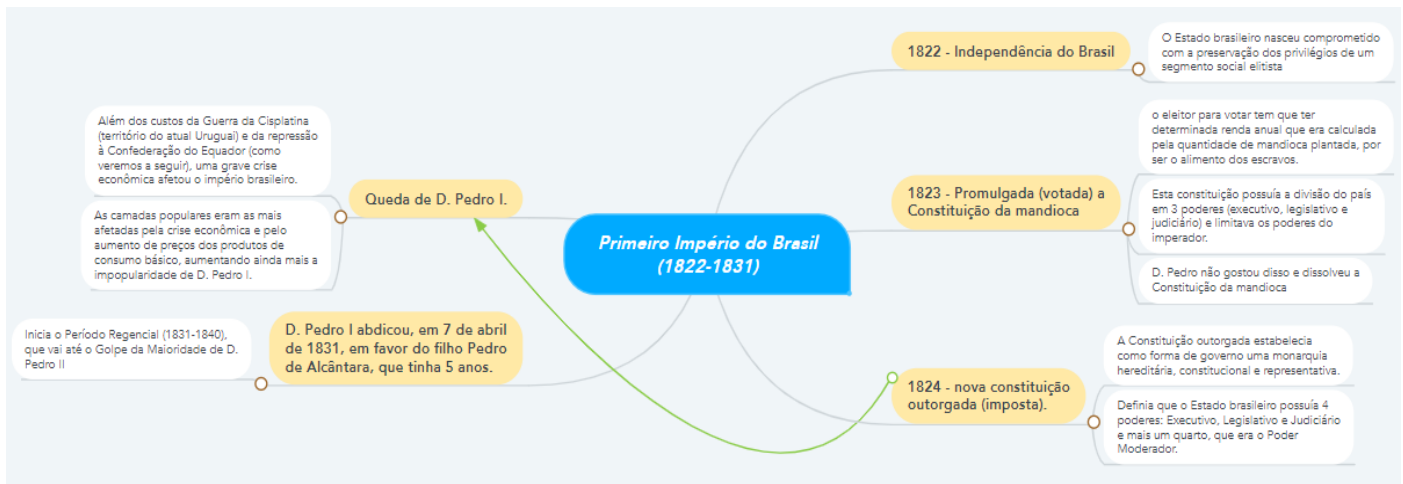 Primeiro Império do Brasil
(1822-1831)
1822 - Independência do Brasil
O Estado brasileiro nasceu comprometido
com a preservação dos privilégios de um
segmento social elitista
1823 - Promulgada (votada) a
Constituição da mandioca
o eleitor para votar tem que ter
determinada renda anual que era calculada
pela quantidade de mandioca plantada, por
ser o alimento dos escravos.
Esta constituição possuía a divisão do país
em 3 poderes (executivo, legislativo e
judiciário) e limitava os poderes do
imperador.
D. Pedro não gostou disso e dissolveu a
Constituição da mandioca
1824 - nova constituição
outorgada (imposta).
A Constituição outorgada estabelecia
como forma de governo uma monarquia
hereditária, constitucional e representativa.
Definia que o Estado brasileiro possuía 4
poderes: Executivo, Legislativo e Judiciário
e mais um quarto, que era o Poder
Moderador.
Queda de D. Pedro I.
Além dos custos da Guerra da Cisplatina
(território do atual Uruguai) e da repressão
à Confederação do Equador (como
veremos a seguir), uma grave crise
econômica afetou o império brasileiro.
As camadas populares eram as mais
afetadas pela crise econômica e pelo
aumento de preços dos produtos de
consumo básico, aumentando ainda mais a
impopularidade de D. Pedro I.
D. Pedro I abdicou, em 7 de abril
de 1831, em favor do filho Pedro
de Alcântara, que tinha 5 anos.
Inicia o Período Regencial (1831-1840),
que vai até o Golpe da Maioridade de D.
Pedro II